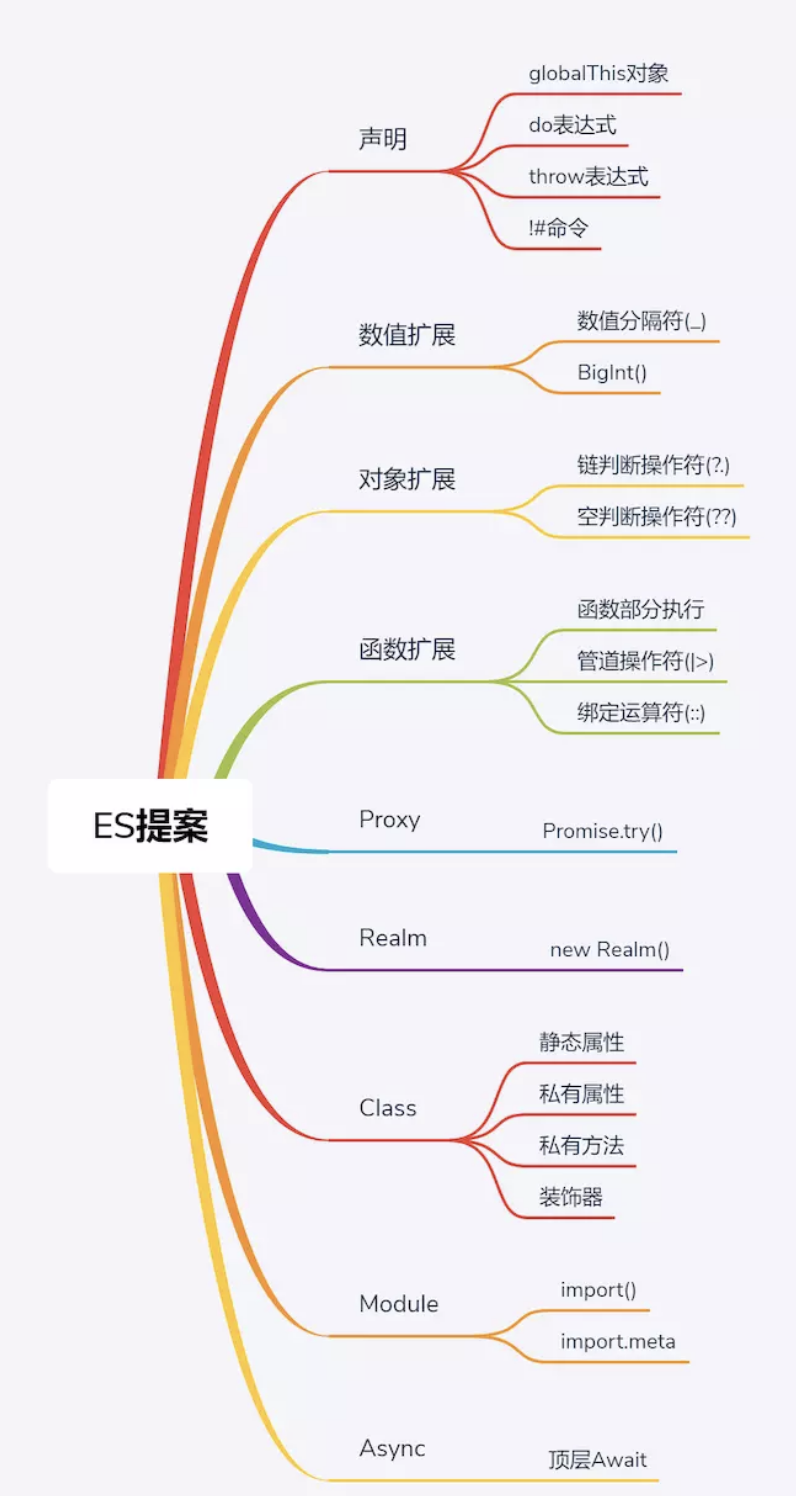 ES提案
声明
globalThis对象
do表达式
throw表达式
!#命令
数值扩展
数值分隔符(_)
BigInt()
对象扩展
链判断操作符(?.)
空判断操作符(??)
函数扩展
函数部分执行
管道操作符(|>)
绑定运算符(::)
Proxy
Promise.try()
Realm
new Realm()
Class
静态属性
私有属性
私有方法
装饰器
Module
import()
import.meta
Async
顶层Await